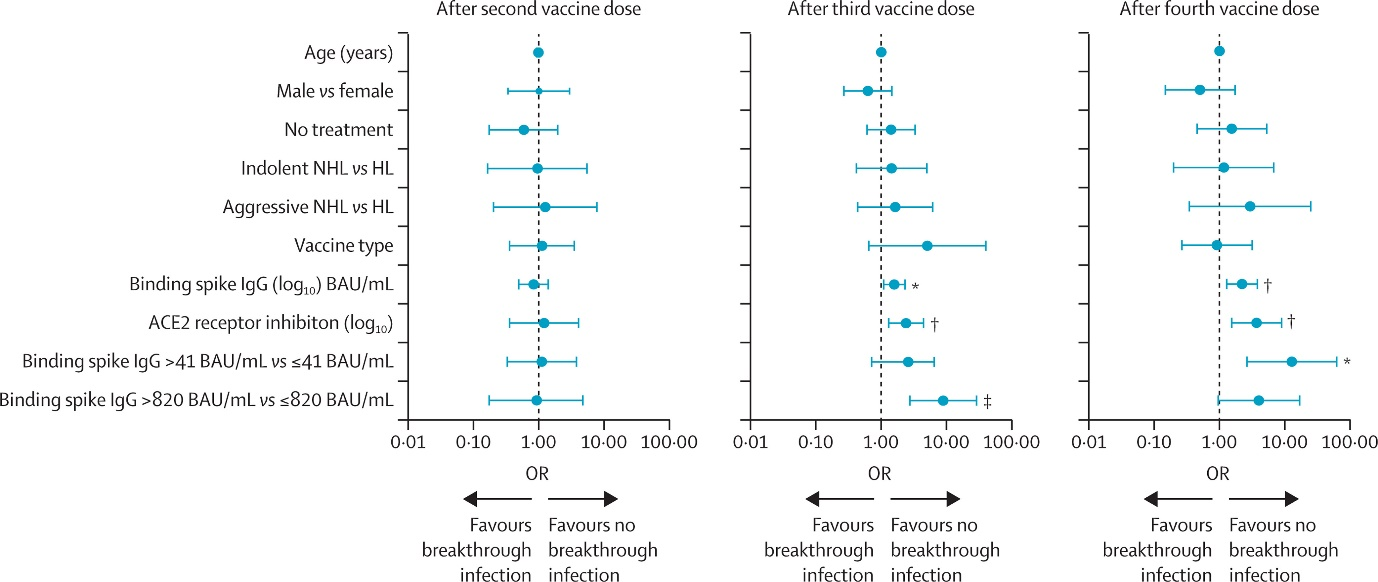 After second vaccine dose
After third vaccine dose
After fourth vaccine dose
Age (years)
Male vs female
No treatment
Indolent NHL vs HL
Aggressive NHL vs HL
Vaccine type
Binding spike IgG (log₁₀) BAU/mL
*
†
ACE2 receptor inhibiton (log₁₀)
†
†
Binding spike IgG >41 BAU/mL vs ≤41 BAU/mL
*
Binding spike IgG >820 BAU/mL vs ≤820 BAU/mL
‡
0·01 0·10 1·00 10·00 100·00
0·01 0·10 1·00 10·00 100·00
0·01 0·10 1·00 10·00 100·00
OR
OR
OR
Favours
breakthrough
infection
Favours no
breakthrough
infection
Favours
breakthrough
infection
Favours no
breakthrough
infection
Favours
breakthrough
infection
Favours no
breakthrough
infection